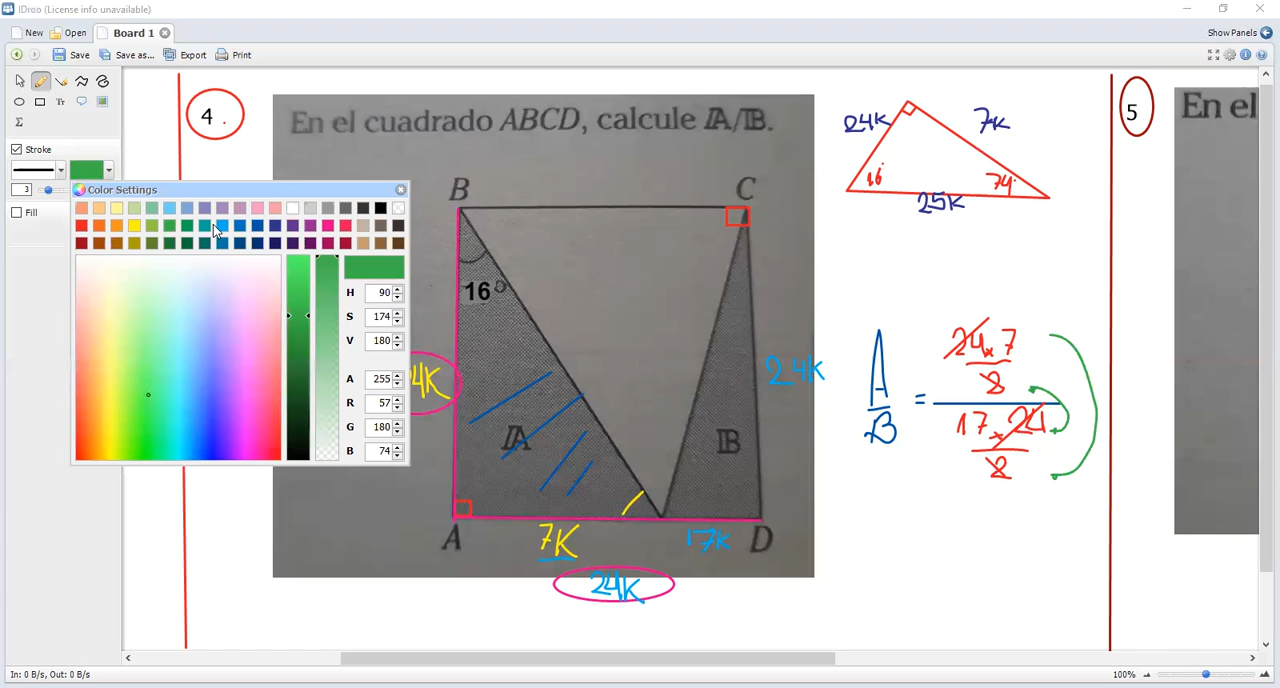 IDroo (License info unavailable)
New Open Board 1
Show Panels
Save Save as... Export Print
Stroke
3
Fill
Color Settings
H 90
S 174
V 180
A 255
R 57
G 180
B 74
4.
En el cuadrado ABCD, calcule A/B.
B C
16°
4K
24K
A B
A 7K 17K D
24K
24K 7K
16 74°
25K
A/B = 24×7/2
17×24/2
5
En el
In: 0 B/s, Out: 0 B/s
100%